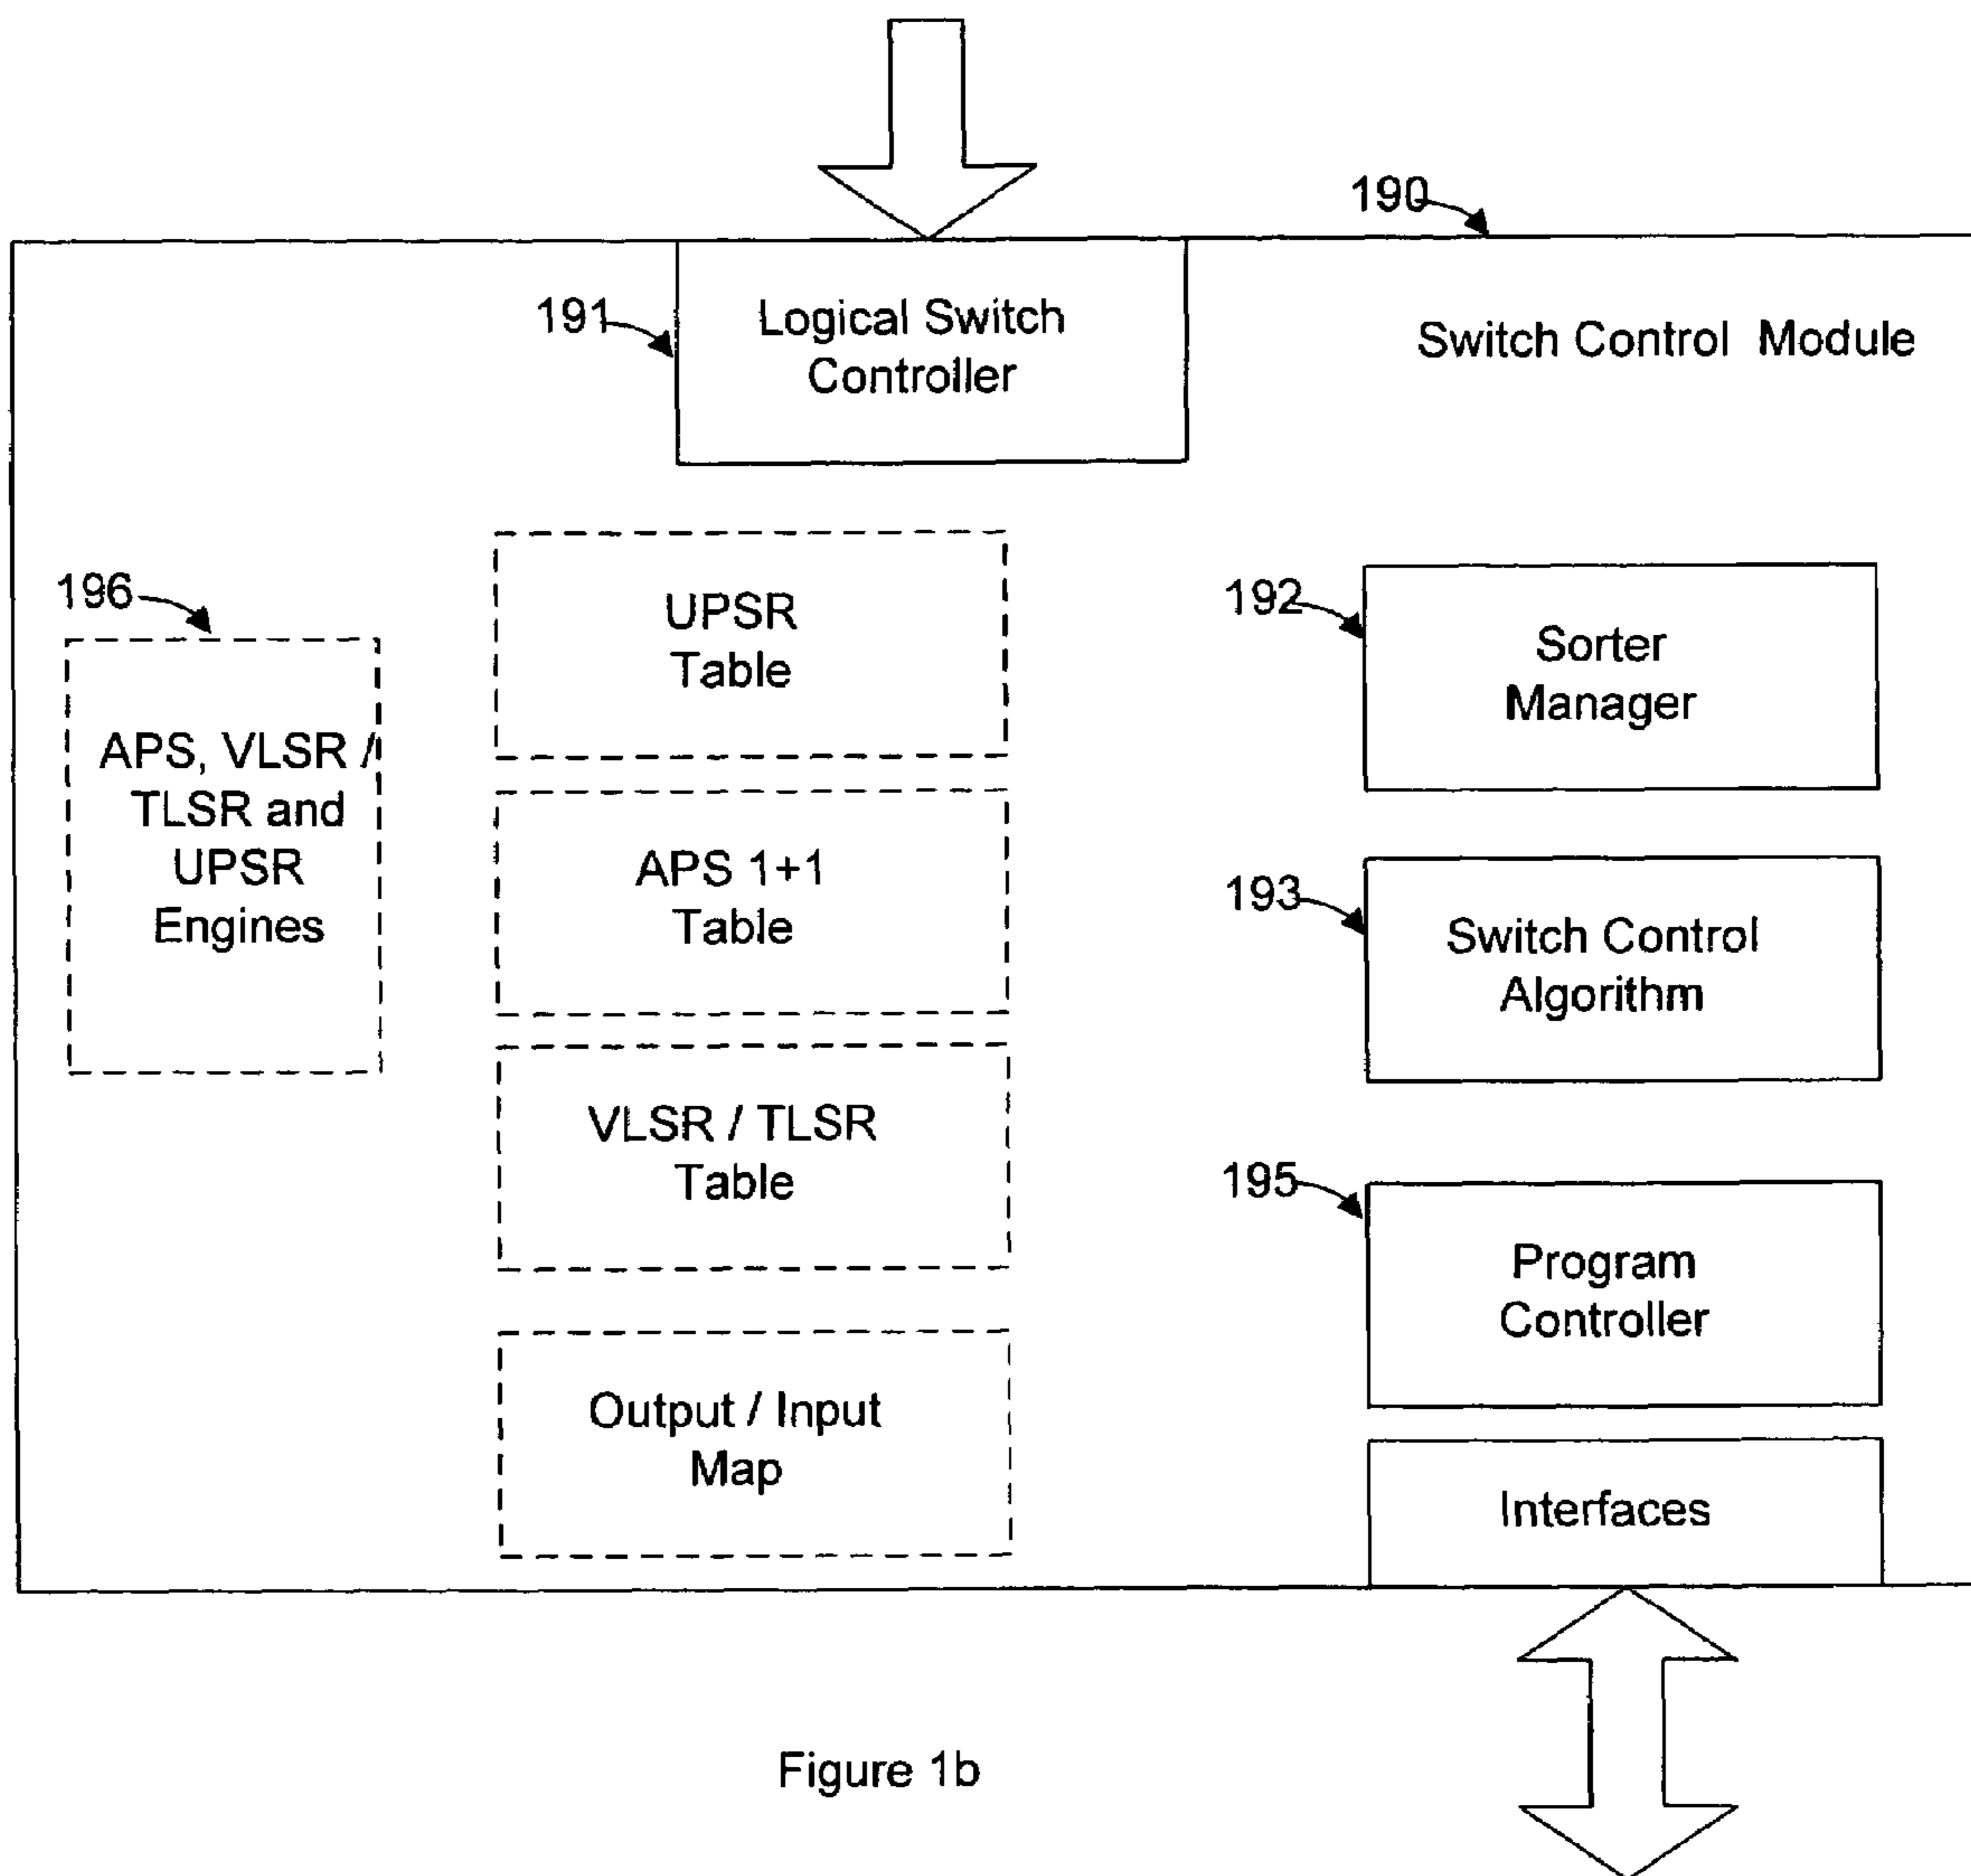 190
191
Logical Switch
Controller
Switch Control Module
196
APS, VLSR /
TLSR and
UPSR
Engines
UPSR
Table
APS 1+1
Table
VLSR / TLSR
Table
Output / Input
Map
192
Sorter
Manager
193
Switch Control
Algorithm
195
Program
Controller
Interfaces
Figure 1b